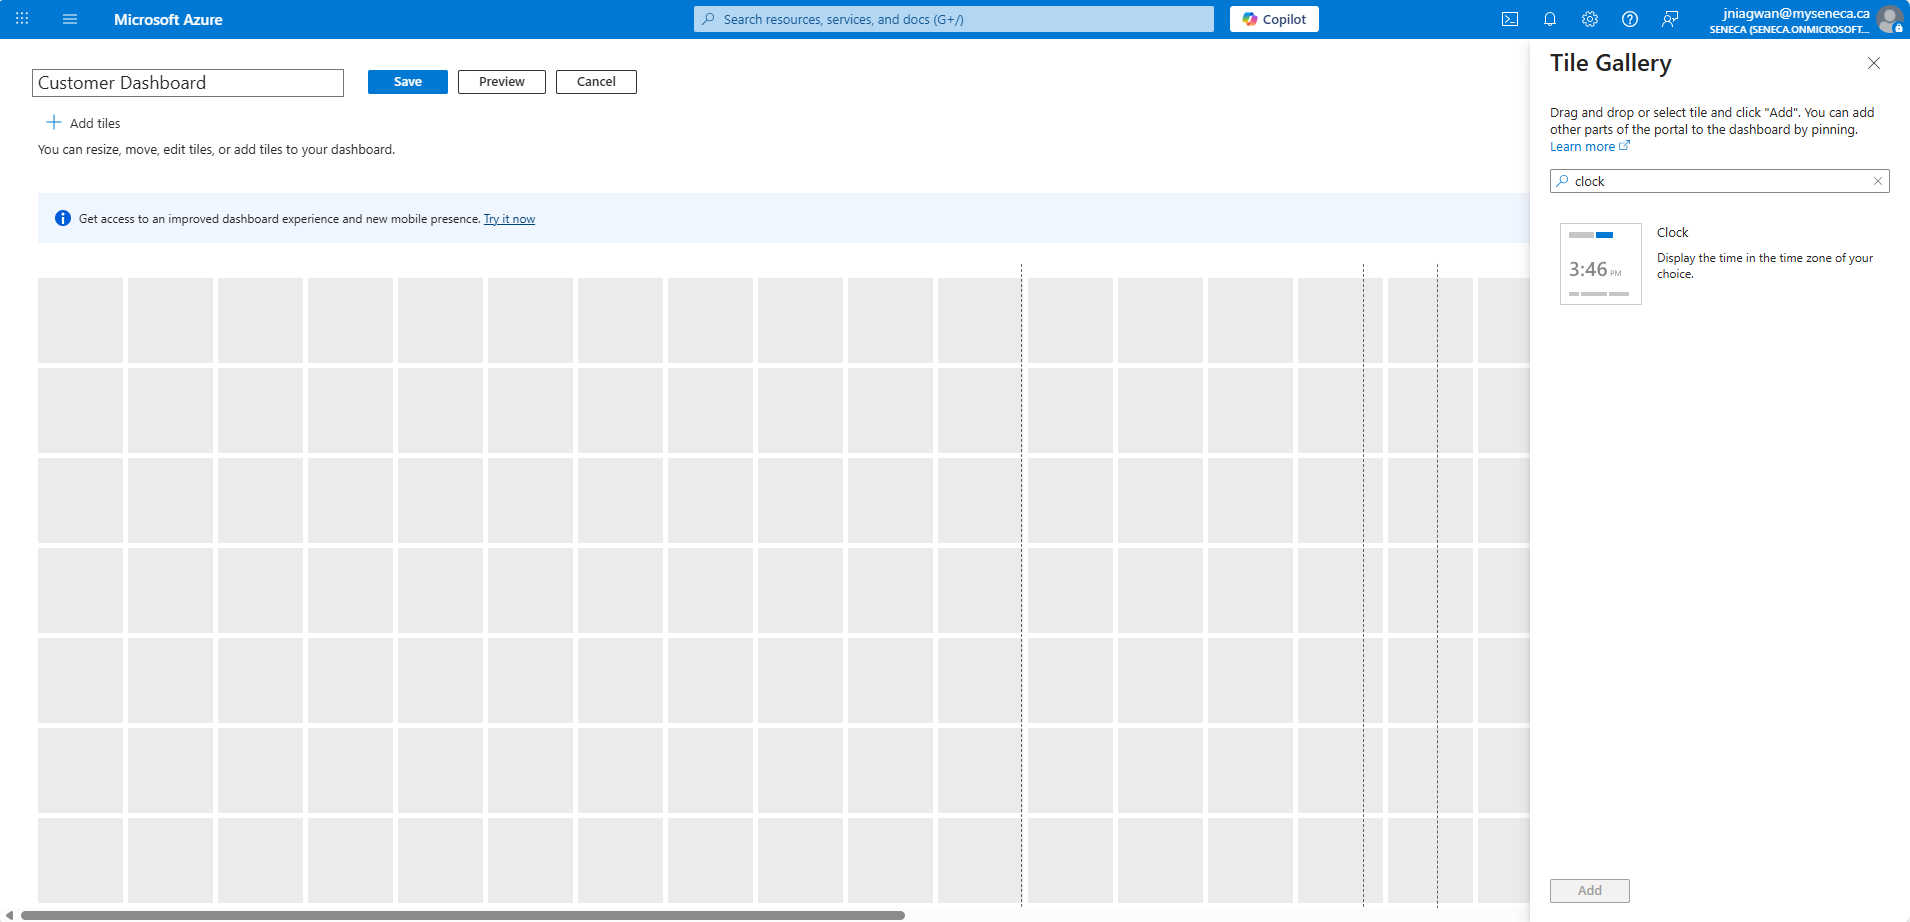 Microsoft Azure
Search resources, services, and docs (G+/)
Copilot
jniagwan@myseneca.ca
SENECA (SENECA.ONMICROSOFT...
Customer Dashboard
Save
Preview
Cancel
Add tiles
You can resize, move, edit tiles, or add tiles to your dashboard.
Get access to an improved dashboard experience and new mobile presence. Try it now
Tile Gallery
Drag and drop or select tile and click "Add". You can add
other parts of the portal to the dashboard by pinning.
Learn more
clock
3:46 PM
Clock
Display the time in the time zone of your
choice.
Add